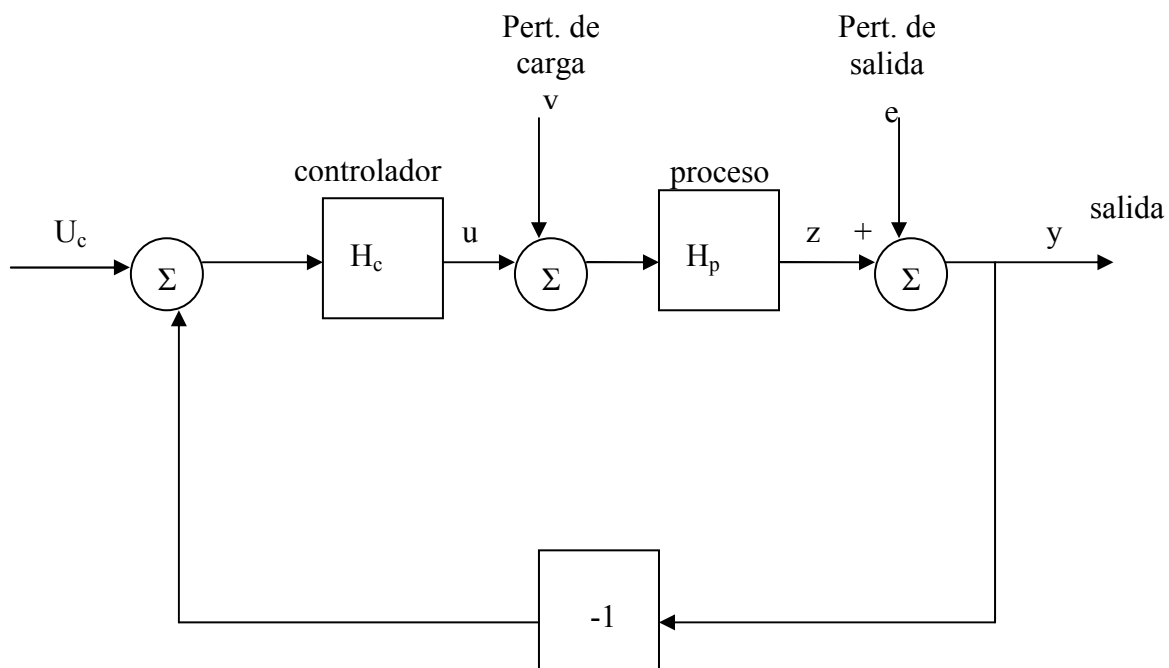 Pert. de
carga
v
Pert. de
salida
e
controlador
proceso
salida
U_c
Σ
H_c
u
Σ
H_p
z
+
Σ
y
-1